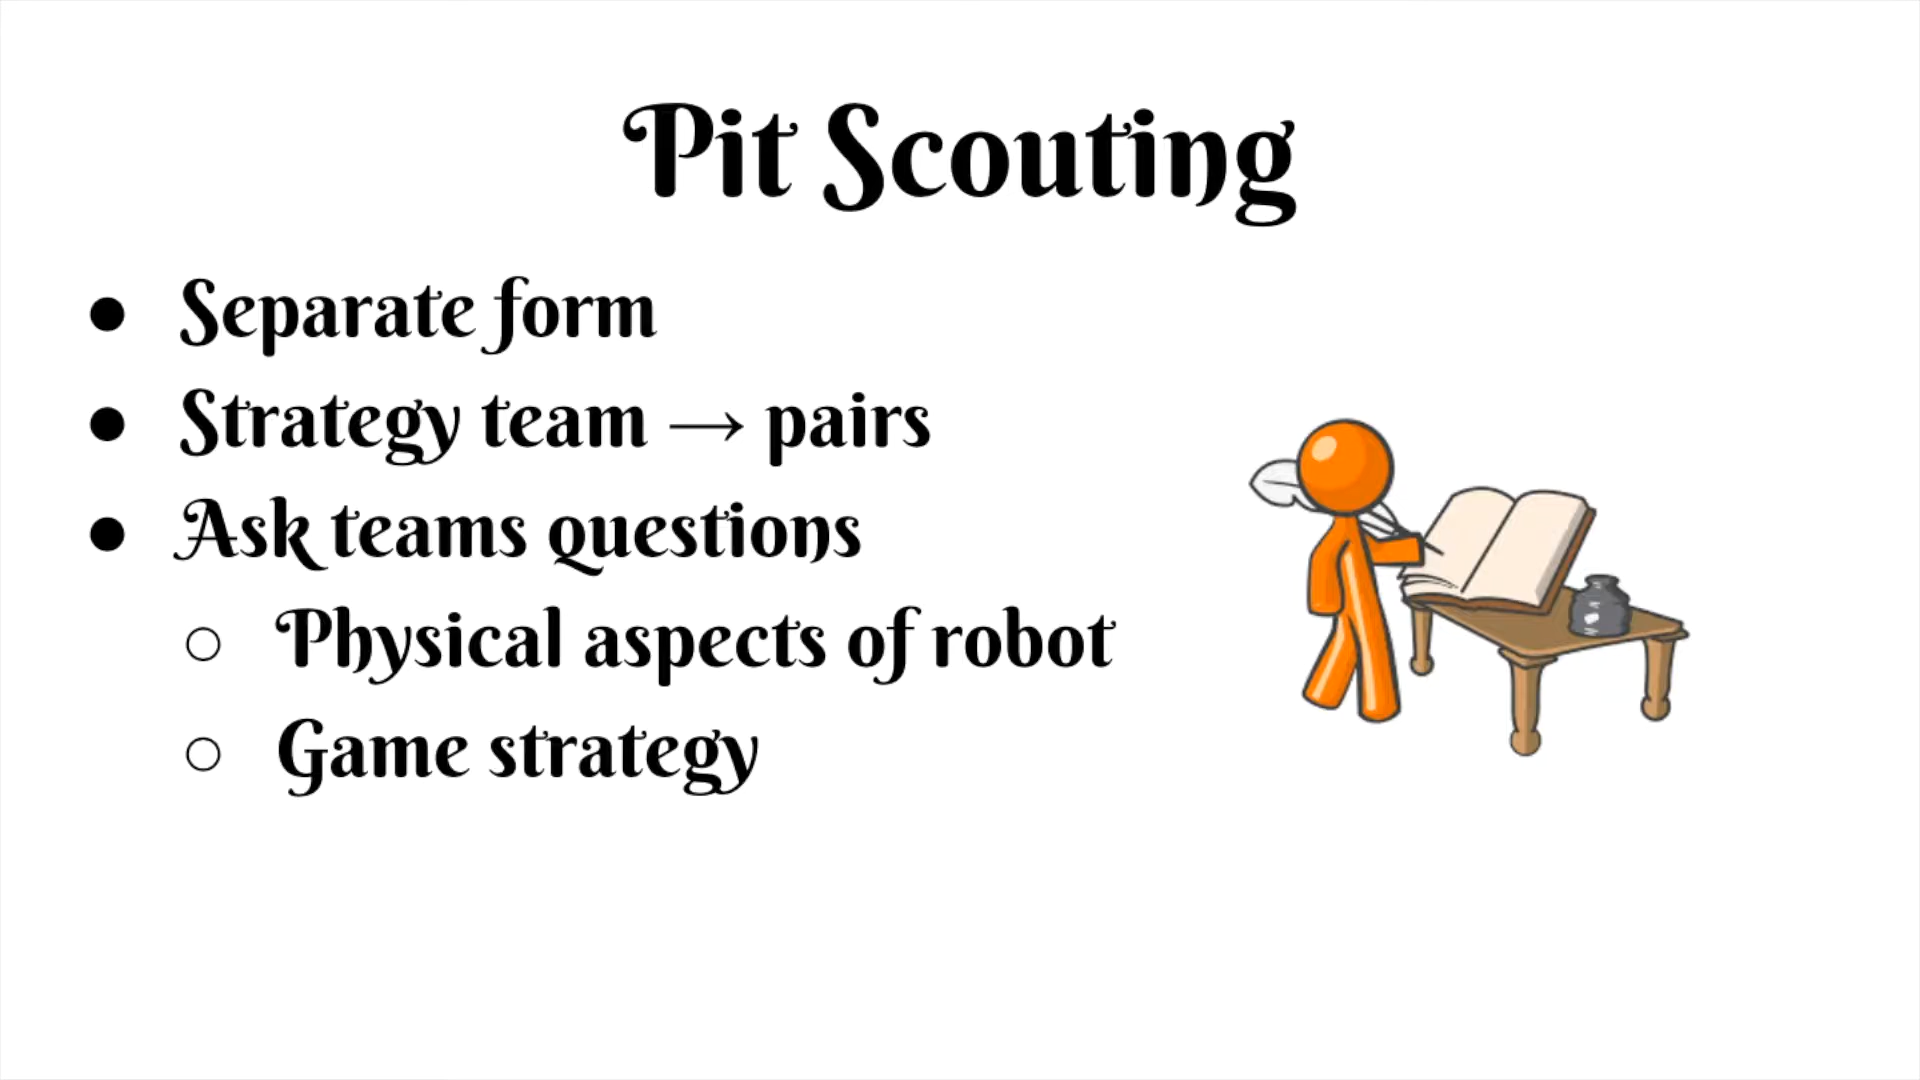 Pit Scouting
● Separate form
● Strategy team → pairs
● Ask teams questions
○ Physical aspects of robot
○ Game strategy